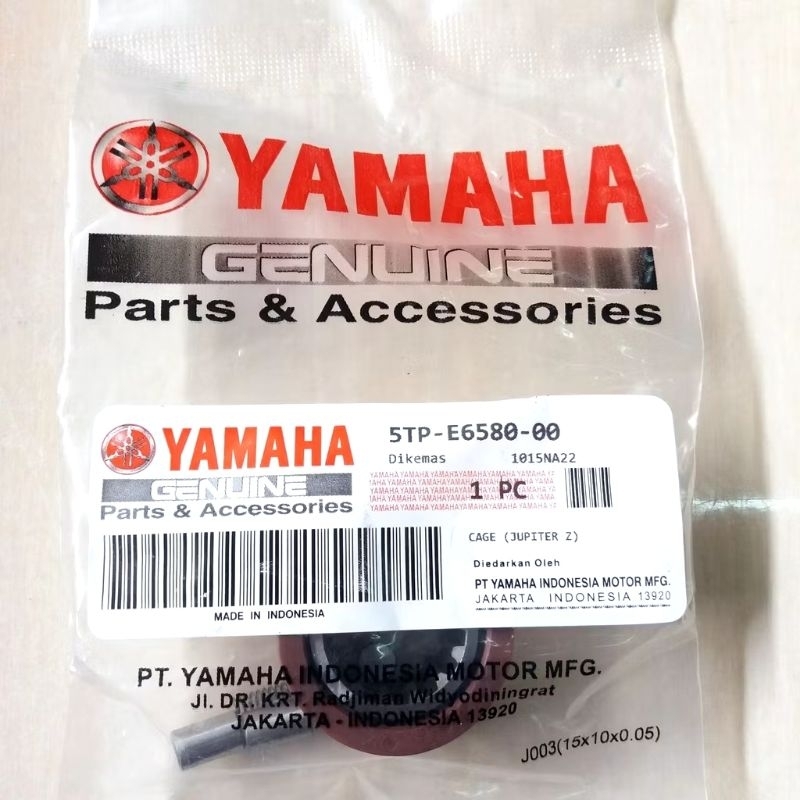 YAMAHA
GENUINE
Parts & Accessories
YAMAHA
GENUINE
Parts & Accessories
MADE IN INDONESIA
5TP-E6580-00
Dikemas 1015NA22
1 PC
CAGE (JUPITER Z)
Diedarkan Oleh
PT YAMAHA INDONESIA MOTOR MFG.
JAKARTA INDONESIA 13920
PT. YAMAHA INDONESIA MOTOR MFG.
Jl. DR. KRT. Radjiman Widyodiningrat
JAKARTA - INDONESIA 13920
J003(15x10x0.05)